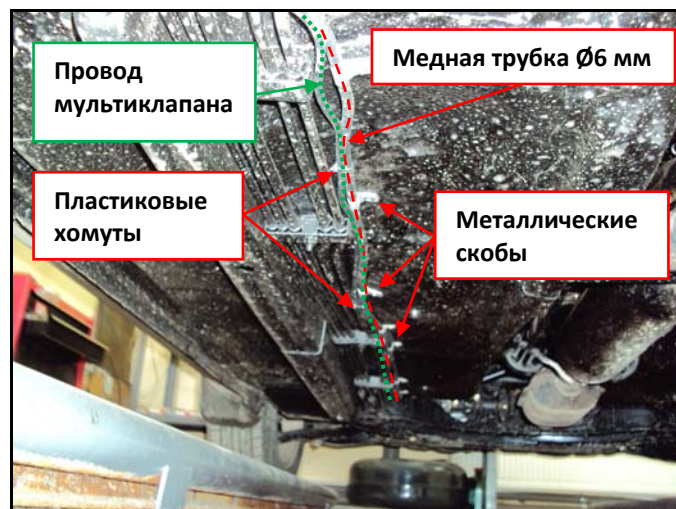 Провод
мультиклапана
Медная трубка Ø6 мм
Пластиковые
хомуты
Металлические
скобы